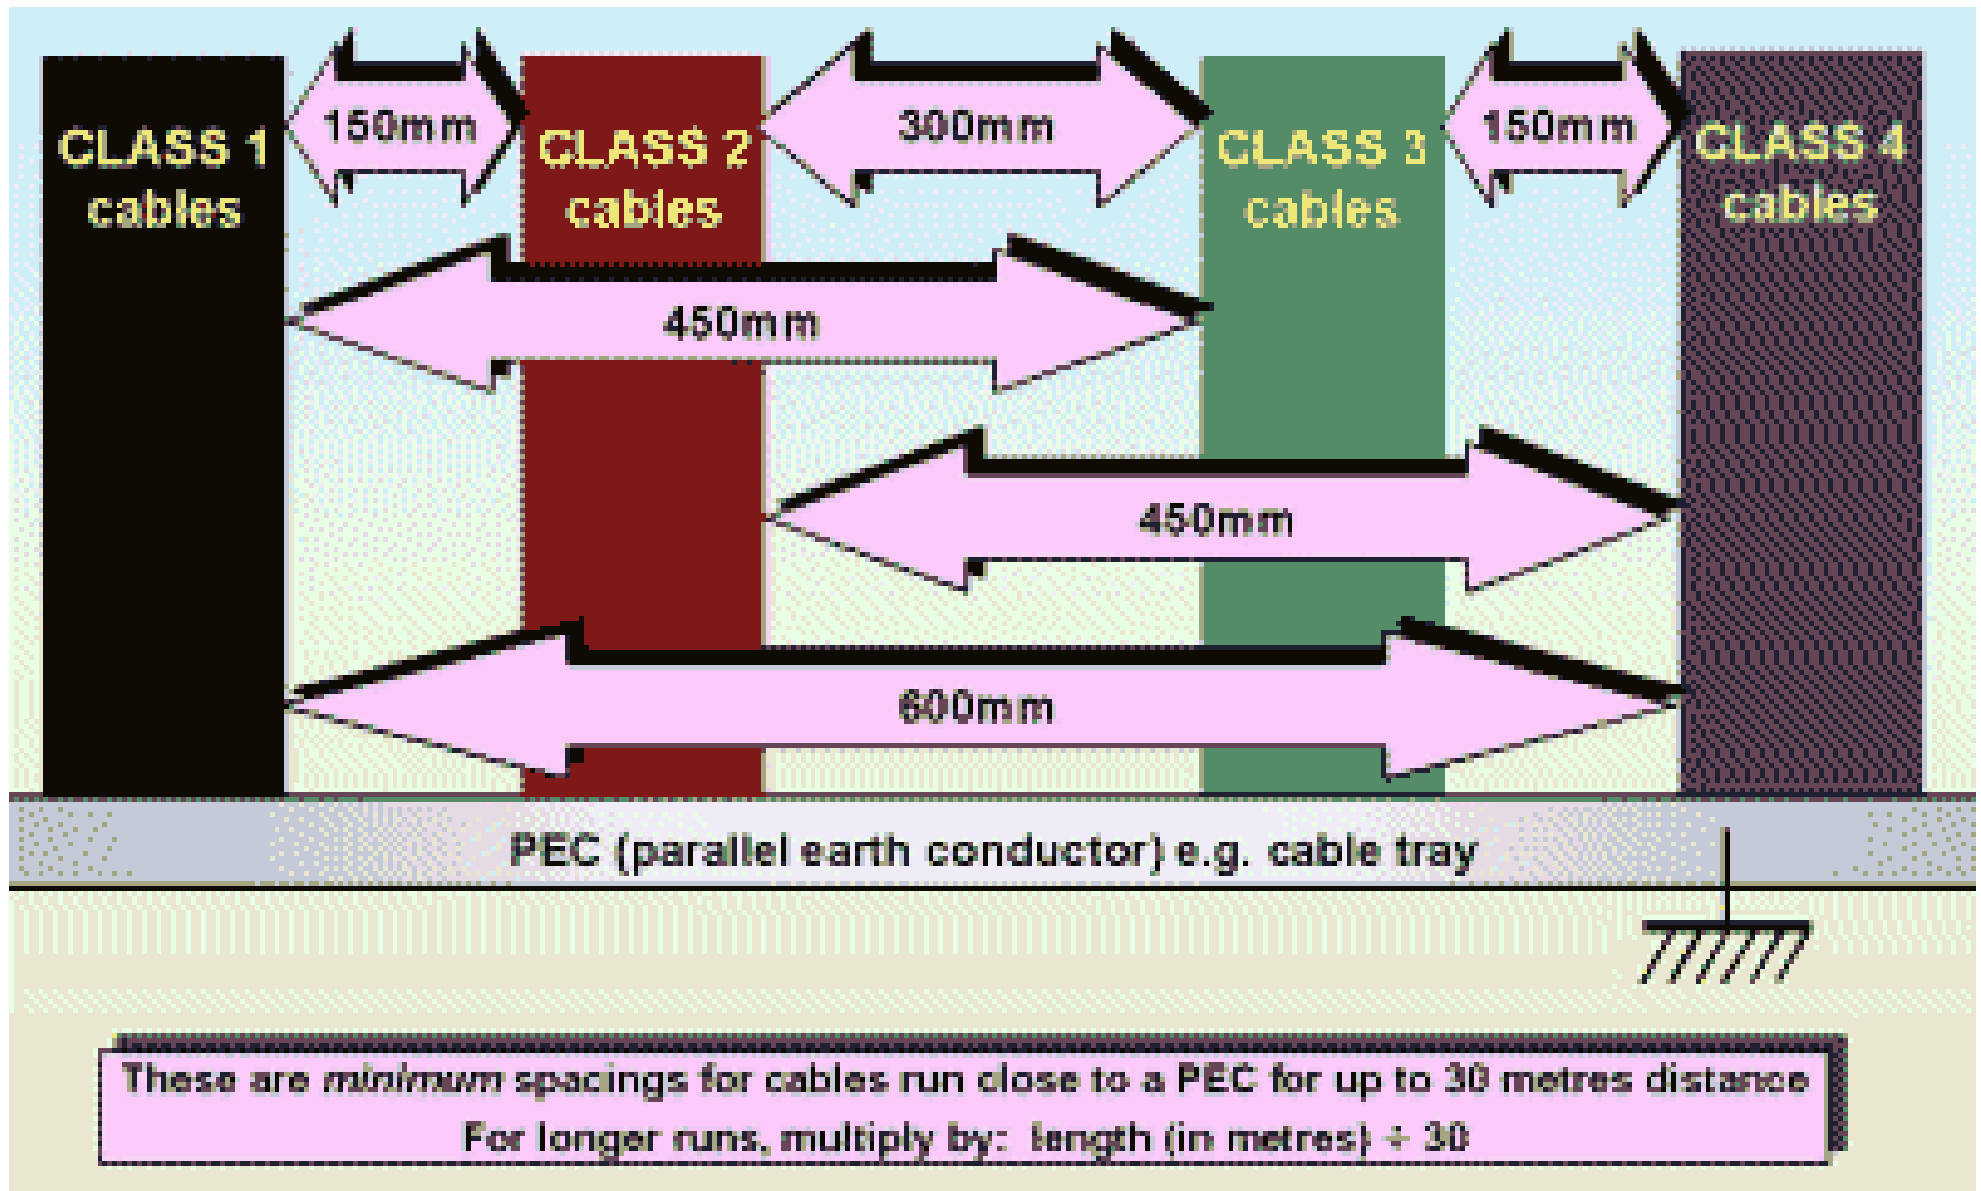 150mm
300mm
150mm
CLASS 1
cables
CLASS 2
cables
CLASS 3
cables
CLASS 4
cables
450mm
450mm
600mm
PEC (parallel earth conductor) e.g. cable tray
These are minimum spacings for cables run close to a PEC for up to 30 metres distance
For longer runs, multiply by: length (in metres) ÷ 30